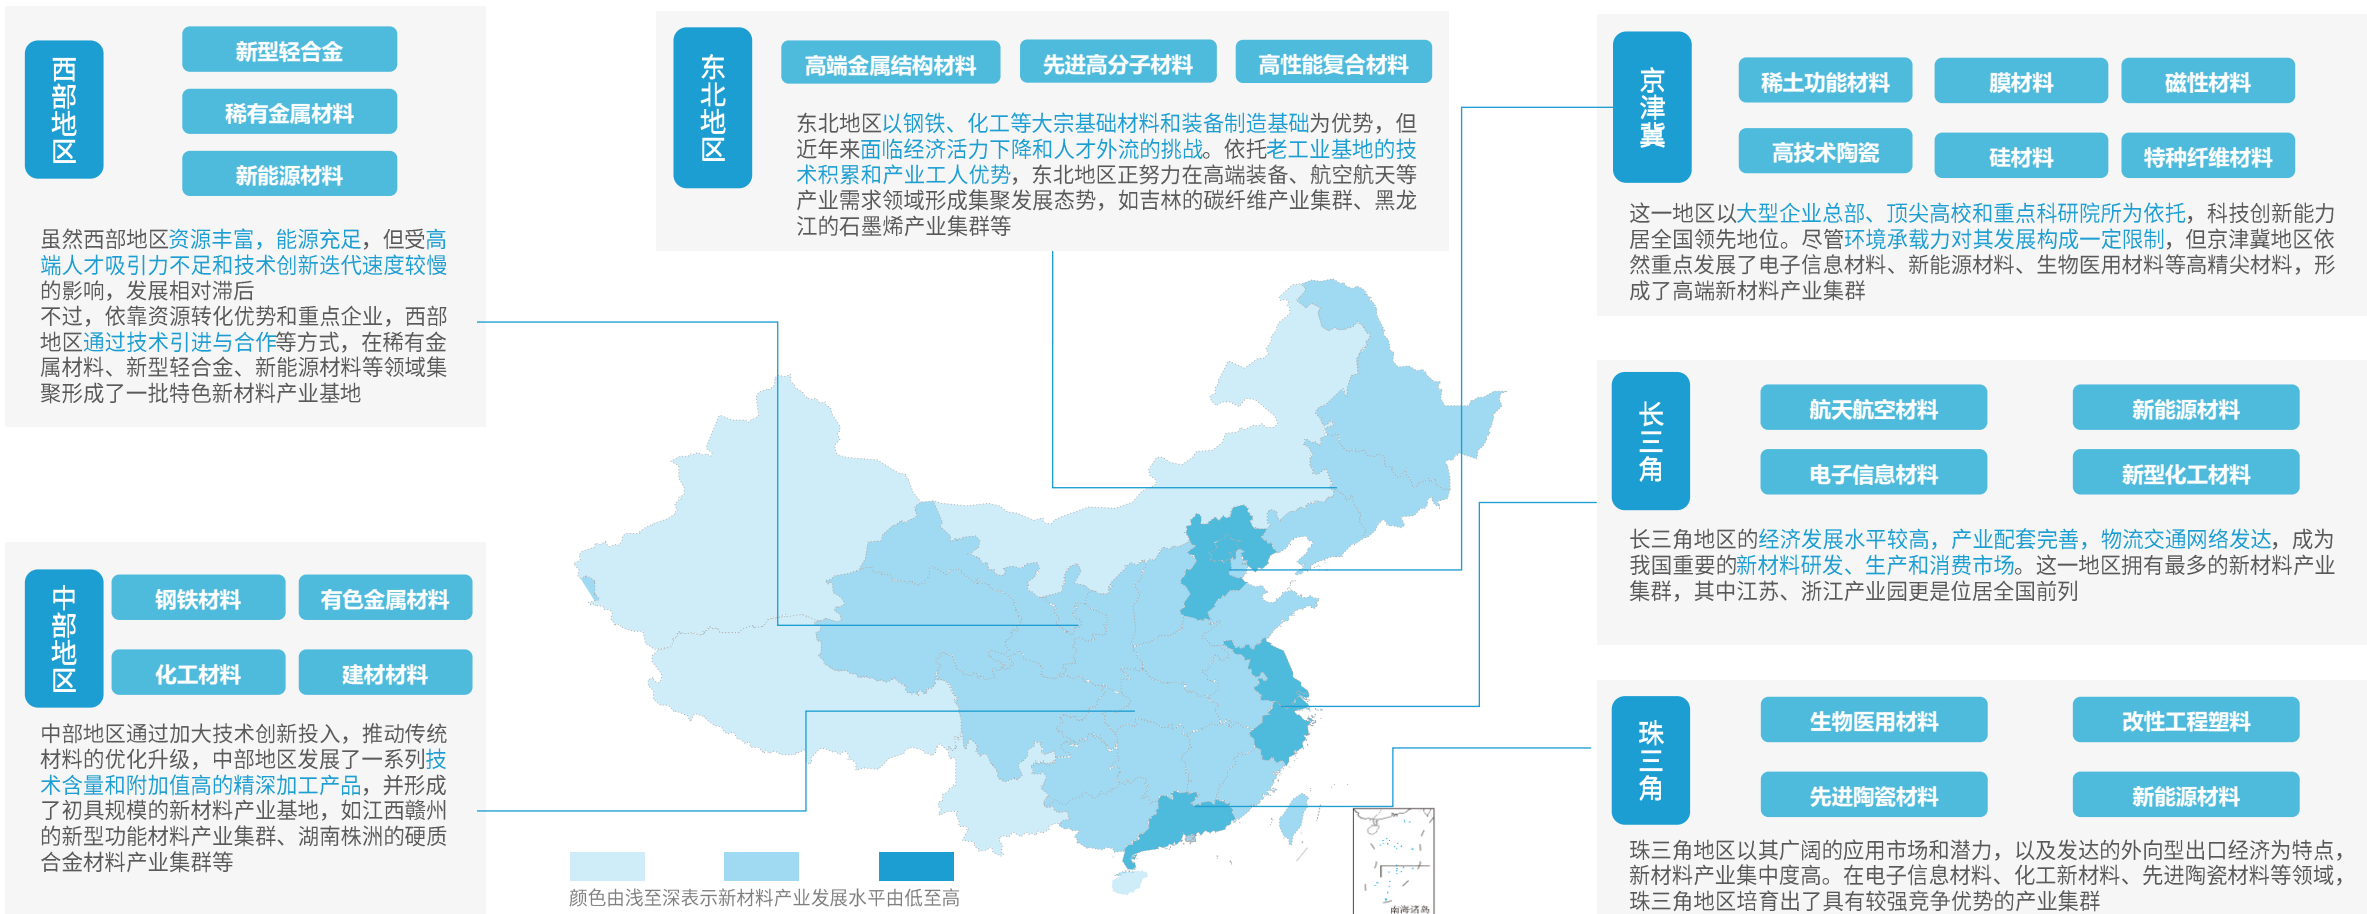 西部地区
新型轻合金
稀有金属材料
新能源材料
虽然西部地区资源丰富，能源充足，但受高
端人才吸引力不足和技术创新迭代速度较慢
的影响，发展相对滞后
不过，依靠资源转化优势和重点企业，西部
地区通过技术引进与合作等方式，在稀有金
属材料、新型轻合金、新能源材料等领域集
聚形成了一批特色新材料产业基地
东北地区
高端金属结构材料
先进高分子材料
高性能复合材料
东北地区以钢铁、化工等大宗基础材料和装备制造基础为优势，但
近年来面临经济活力下降和人才外流的挑战。依托老工业基地的技
术积累和产业工人优势，东北地区正努力在高端装备、航空航天等
产业需求领域形成集聚发展态势，如吉林的碳纤维产业集群、黑龙
江的石墨烯产业集群等
京津冀
稀土功能材料
膜材料
磁性材料
高技术陶瓷
硅材料
特种纤维材料
这一地区以大型企业总部、顶尖高校和重点科研院所为依托，科技创新能力
居全国领先地位。尽管环境承载力对其发展构成一定限制，但京津冀地区依
然重点发展了电子信息材料、新能源材料、生物医用材料等高精尖材料，形
成了高端新材料产业集群
长三角
航天航空材料
新能源材料
电子信息材料
新型化工材料
长三角地区的经济发展水平较高，产业配套完善，物流交通网络发达，成为
我国重要的新材料研发、生产和消费市场。这一地区拥有最多的新材料产业
集群，其中江苏、浙江产业园更是位居全国前列
中部地区
钢铁材料
有色金属材料
化工材料
建材材料
中部地区通过加大技术创新投入，推动传统
材料的优化升级，中部地区发展了一系列技
术含量和附加值高的精深加工产品，并形成
了初具规模的新材料产业基地，如江西赣州
的新型功能材料产业集群、湖南株洲的硬质
合金材料产业集群等
珠三角
生物医用材料
改性工程塑料
先进陶瓷材料
新能源材料
珠三角地区以其广阔的应用市场和潜力，以及发达的外向型出口经济为特点，
新材料产业集中度高。在电子信息材料、化工新材料、先进陶瓷材料等领域，
珠三角地区培育出了具有较强竞争优势的产业集群
颜色由浅至深表示新材料产业发展水平由低至高
南海诸岛